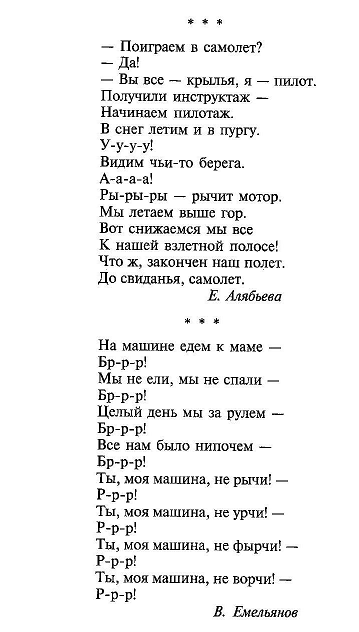 * * *
— Поиграем в самолет?
— Да!
— Вы все — крылья, я — пилот.
Получили инструктаж —
Начинаем пилотаж.
В снег летим и в пургу.
У-у-у-у!
Видим чьи-то берега.
А-а-а-а!
Ры-ры-ры — рычит мотор.
Мы летаем выше гор.
Вот снижаемся мы все
К нашей взлетной полосе!
Что ж, закончен наш полет.
До свиданья, самолет.
Е. Алябьева
* * *
На машине едем к маме —
Бр-р-р!
Мы не ели, мы не спали —
Бр-р-р!
Целый день мы за рулем —
Бр-р-р!
Все нам было нипочем —
Бр-р-р!
Ты, моя машина, не рычи! —
Р-р-р!
Ты, моя машина, не урчи! —
Р-р-р!
Ты, моя машина, не фырчи! —
Р-р-р!
Ты, моя машина, не ворчи! —
Р-р-р!
В. Емельянов